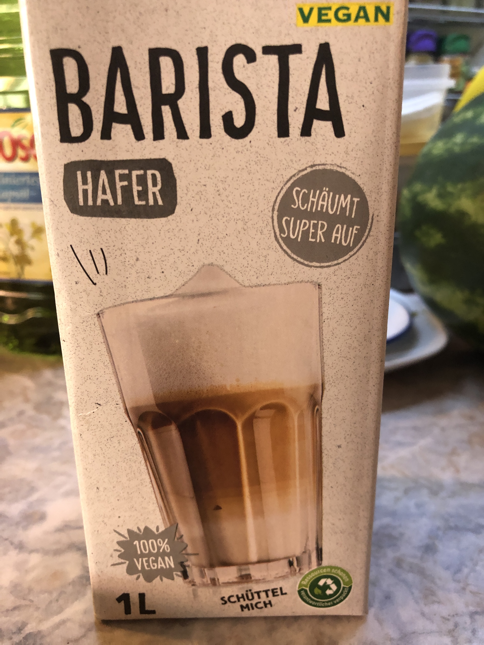 VEGAN
BARISTA
HAFER
SCHÄUMT
SUPER AUF
100%
VEGAN
1L
SCHÜTTEL
MICH